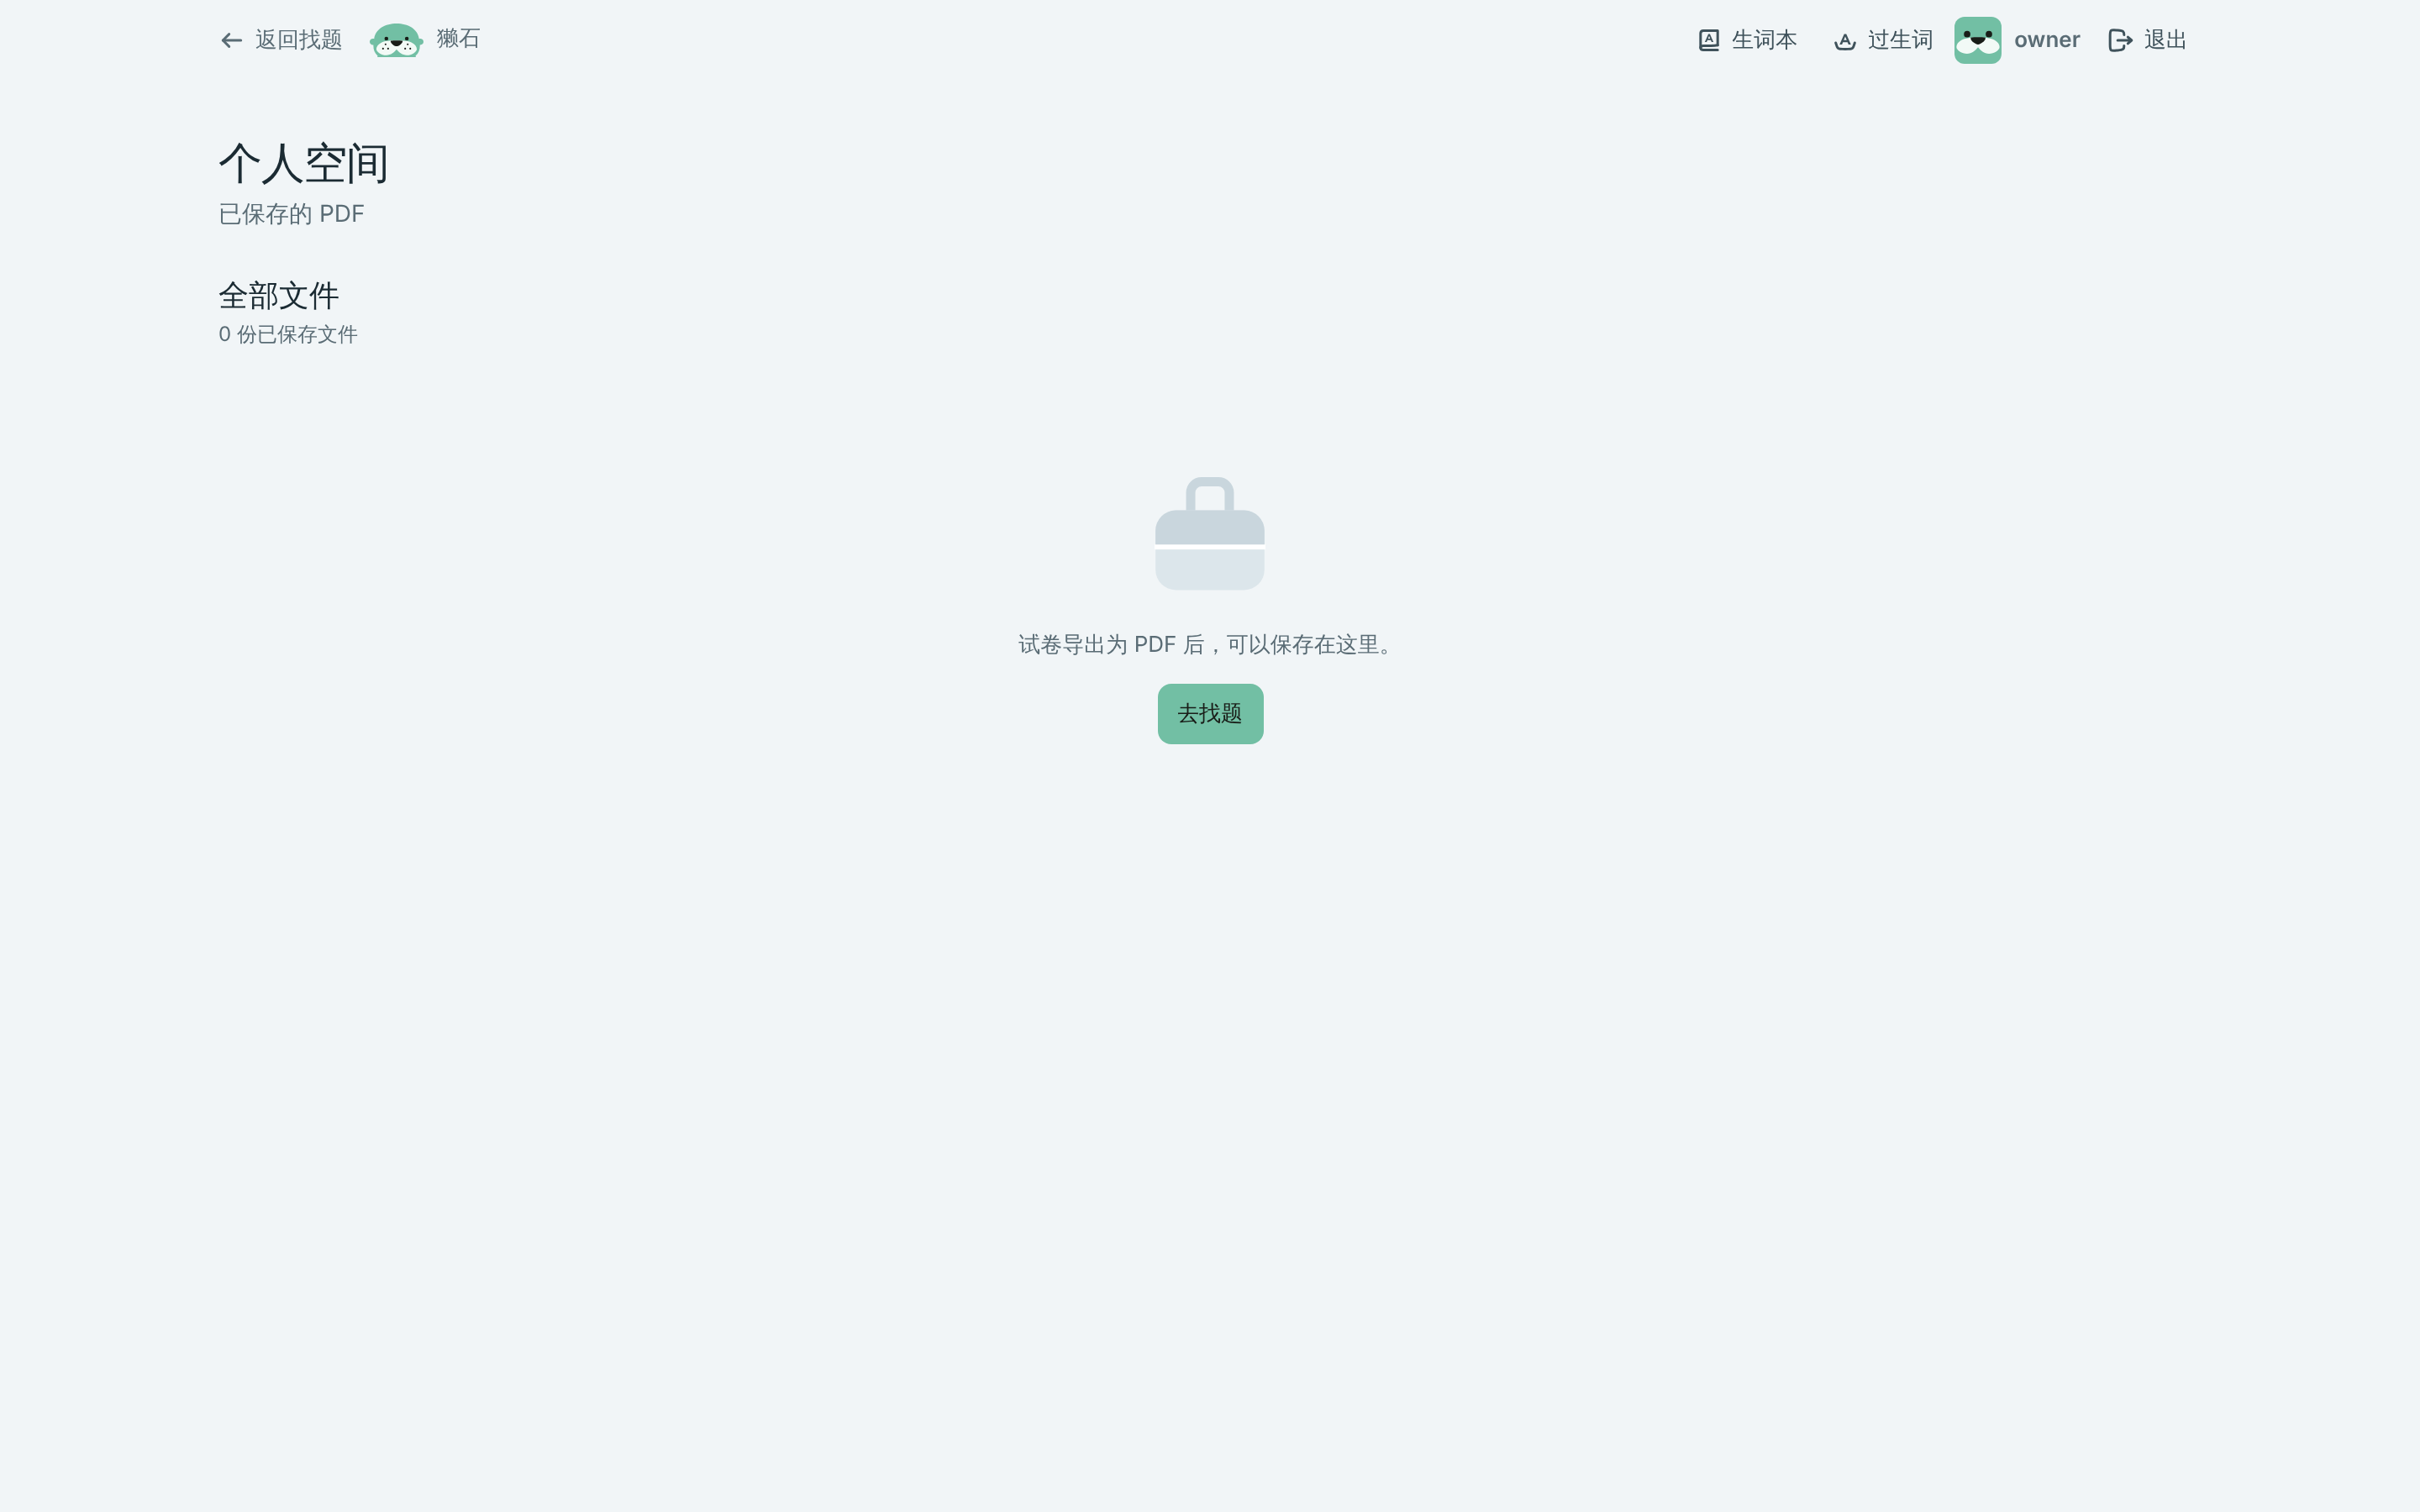 返回找题 獭石 生词本 过生词 owner 退出
个人空间
已保存的 PDF
全部文件
0 份已保存文件
试卷导出为 PDF 后，可以保存在这里。
去找题